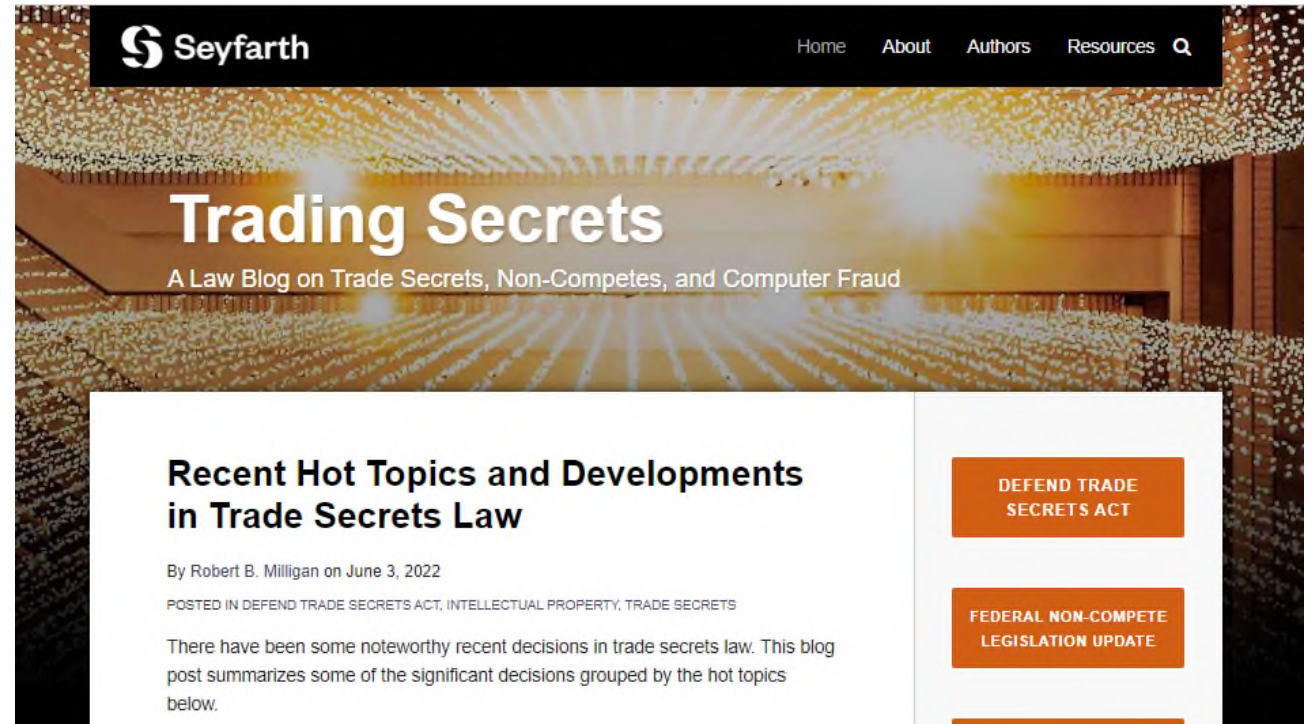 Seyfarth
Home About Authors Resources
Trading Secrets
A Law Blog on Trade Secrets, Non-Competes, and Computer Fraud
Recent Hot Topics and Developments
in Trade Secrets Law
By Robert B. Milligan on June 3, 2022
POSTED IN DEFEND TRADE SECRETS ACT, INTELLECTUAL PROPERTY, TRADE SECRETS
There have been some noteworthy recent decisions in trade secrets law. This blog
post summarizes some of the significant decisions grouped by the hot topics
below.
DEFEND TRADE
SECRETS ACT
FEDERAL NON-COMPETE
LEGISLATION UPDATE